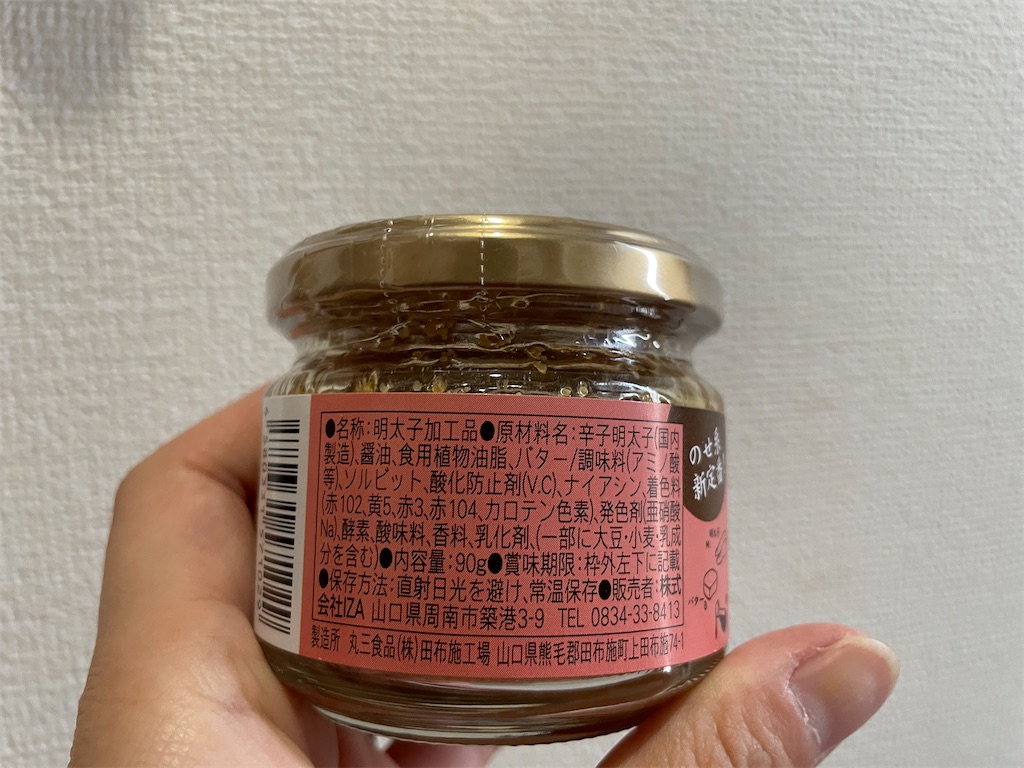 ●名称:明太子加工品●原材料名:辛子明太子(国内
製造)、醤油、食用植物油脂、バター/調味料(アミノ酸
等)、ソルビット、酸化防止剤(V.C)、ナイアシン、着色料
(赤102、黄5、赤3、赤104、カロテン色素)、発色剤(亜硝酸
Na)、酵素、酸味料、香料、乳化剤、(一部に大豆・小麦・乳成
分を含む)●内容量:90g●賞味期限:枠外左下に記載
●保存方法:直射日光を避け、常温保存●販売者:株式
会社IZA 山口県周南市築港3-9 TEL 0834-33-8413
製造所 丸三食品(株)田布施工場 山口県熊毛郡田布施町上田布施74-1
のせ系
新定番
バター